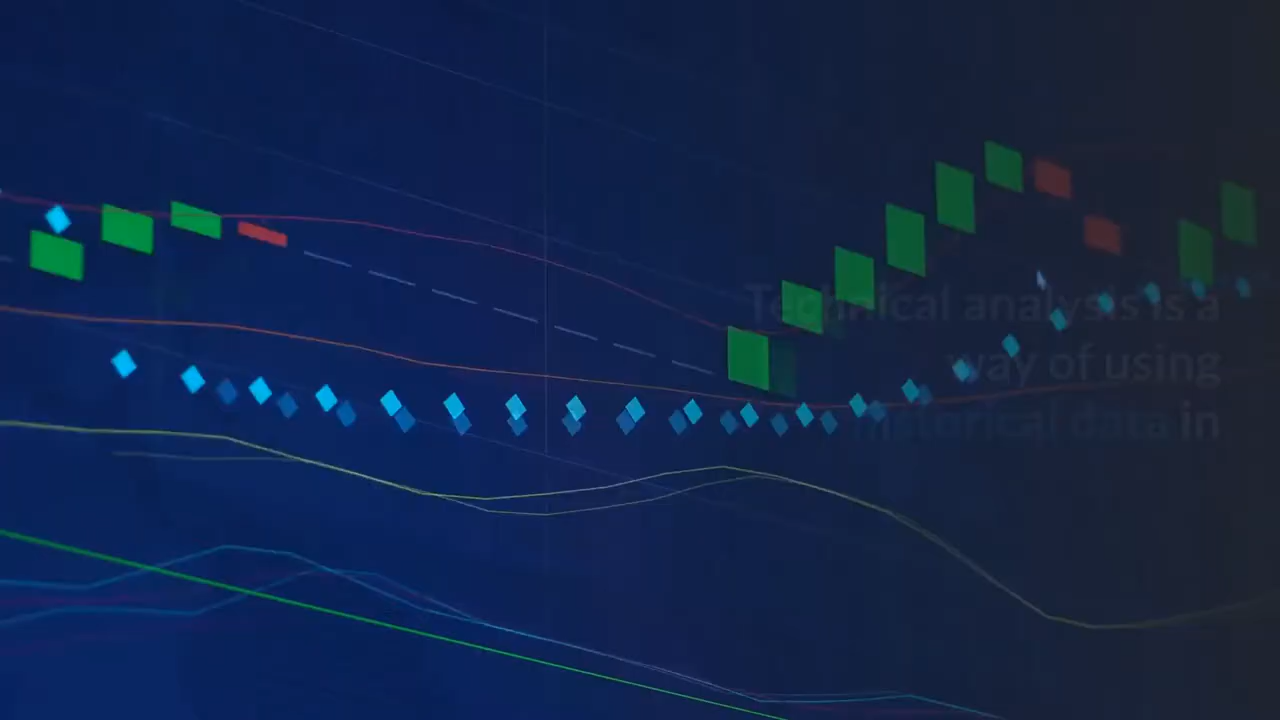 Technical analysis is a
way of using
historical data in